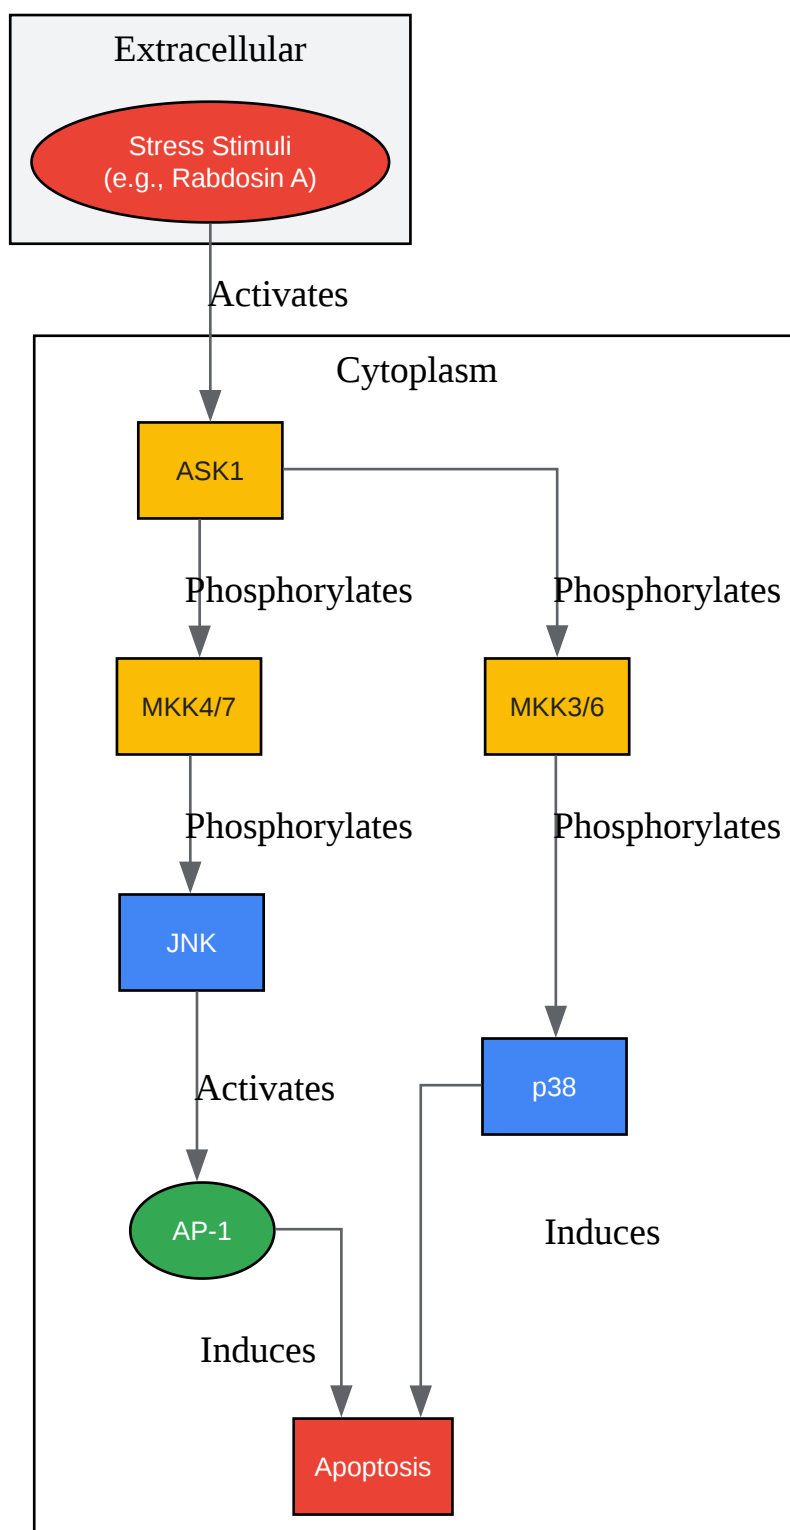 Extracellular
Stress Stimuli
(e.g., Rabdosin A)
Activates
Cytoplasm
ASK1
Phosphorylates
Phosphorylates
MKK4/7
MKK3/6
Phosphorylates
Phosphorylates
JNK
p38
Activates
AP-1
Induces
Induces
Apoptosis